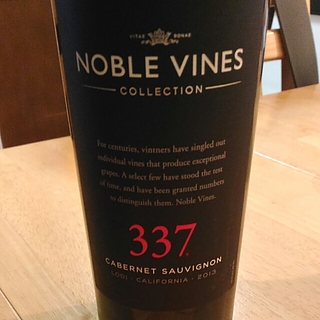 VITAE BONAE
NOBLE VINES
COLLECTION
For centuries, vintners have singled out
individual vines that produce exceptional
grapes. A select few have stood the test
of time, and have been granted numbers
to distinguish them. Noble Vines.
337
CABERNET SAUVIGNON
LODI · CALIFORNIA · 2013